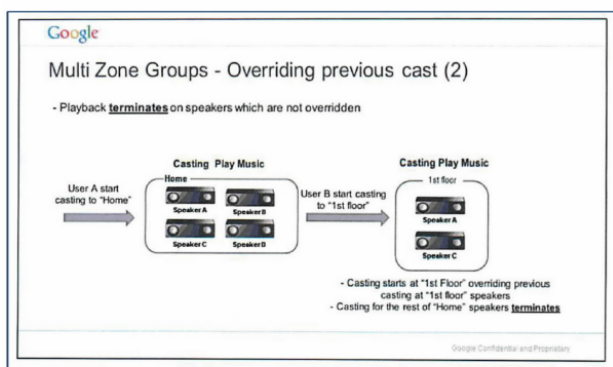 Google
Multi Zone Groups - Overriding previous cast (2)
- Playback terminates on speakers which are not overridden
Casting Play Music
Home
User A start
casting to "Home"
Speaker A
Speaker B
Speaker C
Speaker D
User B start casting
to "1st floor"
Casting Play Music
1st floor
Speaker A
Speaker C
- Casting starts at "1st Floor" overriding previous
casting at "1st floor" speakers
- Casting for the rest of "Home" speakers terminates
Google Confidential and Proprietary